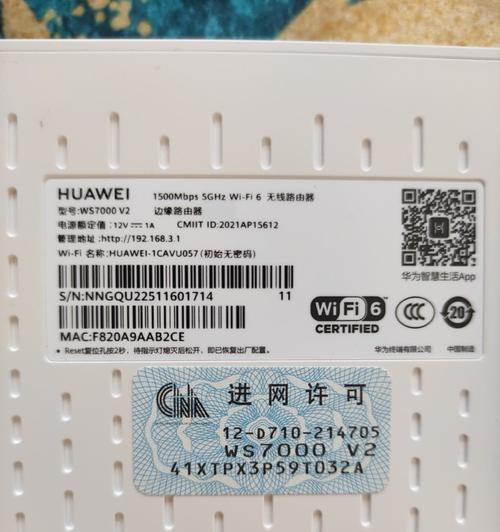 HUAWEI 1500Mbps 5GHz Wi-Fi 6 无线路由器
型号:WS7000 V2 边缘路由器
电源额定值:12V⎓1A CMIIT ID:2021AP15612
管理地址:http://192.168.3.1
Wi-Fi 名称:HUAWEI-1CAVU057(初始无密码)
华为智慧生活App
S/N:NNGQU22511601714 11
Wi Fi 6
CERTIFIED
CCC
20
MAC:F820A9AAB2CE
• Reset复位孔按2秒，待指示灯熄灭后松开，即已恢复出厂配置。 华为终端有限公司 中国制造
进网许可
12-D710-214705
WS7000 V2
41XTPX3P59T032A